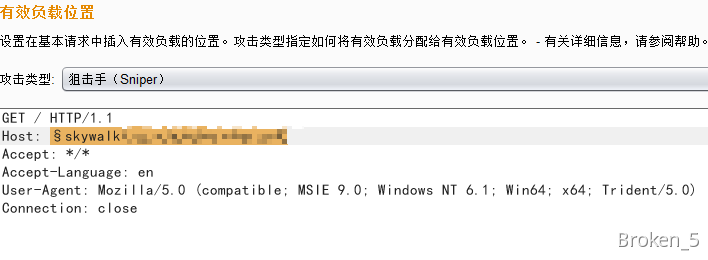 有效负载位置
设置在基本请求中插入有效负载的位置。攻击类型指定如何将有效负载分配给有效负载位置。 - 有关详细信息，请参阅帮助。
攻击类型: 狙击手（Sniper）
GET / HTTP/1.1
Host: §skywalk
Accept: */*
Accept-Language: en
User-Agent: Mozilla/5.0 (compatible; MSIE 9.0; Windows NT 6.1; Win64; x64; Trident/5.0)
Connection: close
Broken_5